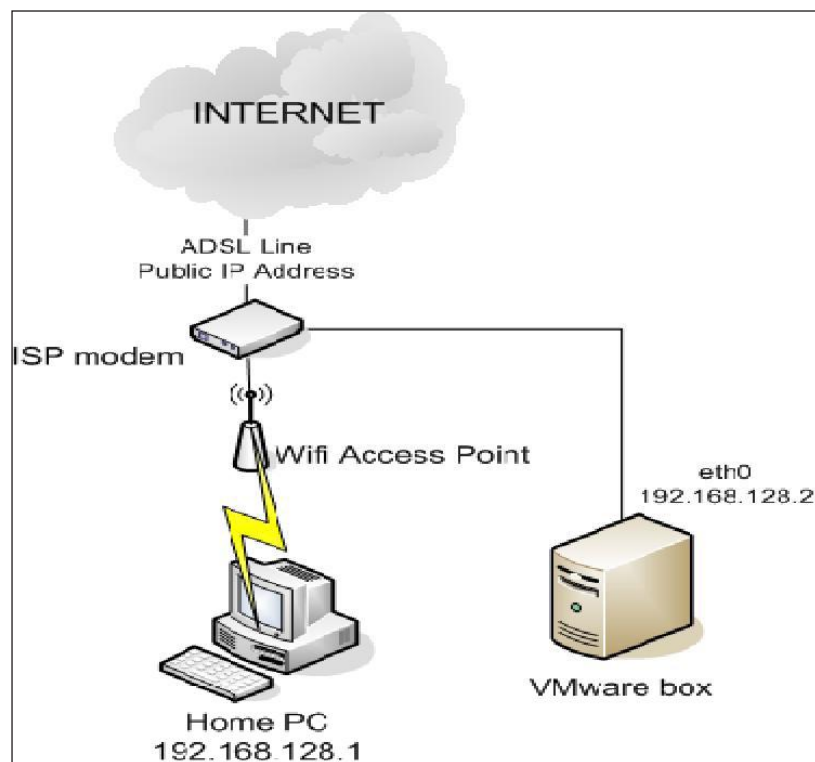 INTERNET
ADSL Line
Public IP Address
ISP modem
Wifi Access Point
eth0
192.168.128.2
VMware box
Home PC
192.168.128.1